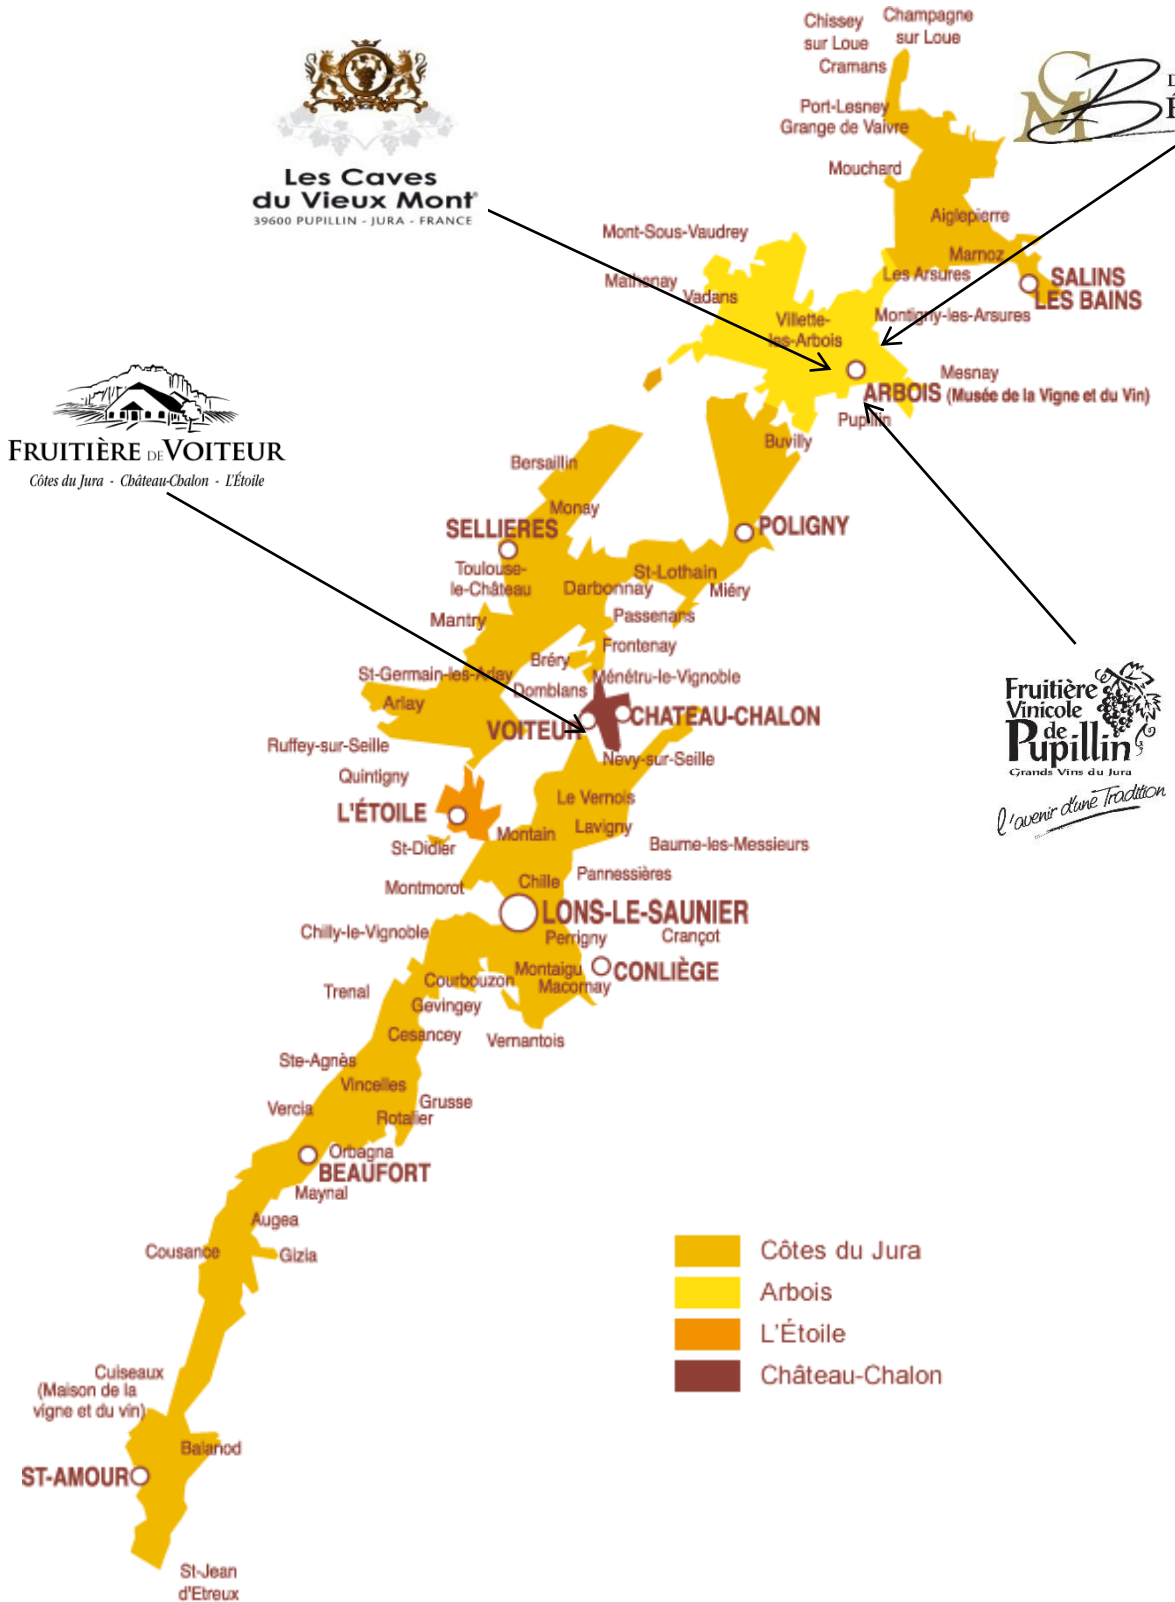 Chissey
sur Loue
Champagne
sur Loue
Cramans
Port-Lesney
Grange de Vaivre
Mouchard
CMB
Les Caves
du Vieux Mont
39600 PUPILLIN - JURA - FRANCE
Aiglepierre
Mont-Sous-Vaudrey
Marnoz
Les Arsures
SALINS
LES BAINS
Mathenay
Vadans
Villette-
les-Arbois
Montigny-les-Arsures
Mesnay
ARBOIS (Musée de la Vigne et du Vin)
Pupillin
Buvilly
FRUITIÈRE DE VOITEUR
Côtes du Jura - Château-Chalon - L'Étoile
Bersaillin
Monay
SELLIERES
POLIGNY
Toulouse-
le-Château
St-Lothain
Darbonnay
Miéry
Mantry
Passenans
Frontenay
Bréry
St-Germain-les-Arlay
Ménétru-le-Vignoble
Domblans
Arlay
VOITEUR
CHATEAU-CHALON
Ruffey-sur-Seille
Nevy-sur-Seille
Fruitière
Vinicole
de
Pupillin
Grands Vins du Jura
l'avenir d'une Tradition
Quintigny
L'ÉTOILE
Le Vernois
Lavigny
Montain
St-Didier
Baume-les-Messieurs
Pannessières
Chille
Montmorot
LONS-LE-SAUNIER
Chilly-le-Vignoble
Perrigny
Crançot
Montaigu
CONLIÈGE
Courbouzon
Macornay
Trenal
Gevingey
Cesancey
Vernantois
Ste-Agnès
Vincelles
Grusse
Vercia
Rotalier
Orbagna
BEAUFORT
Maynal
Augea
Cousance
Gizia
Côtes du Jura
Arbois
L'Étoile
Château-Chalon
Cuiseaux
(Maison de la
vigne et du vin)
Balanod
ST-AMOUR
St-Jean
d'Etreux